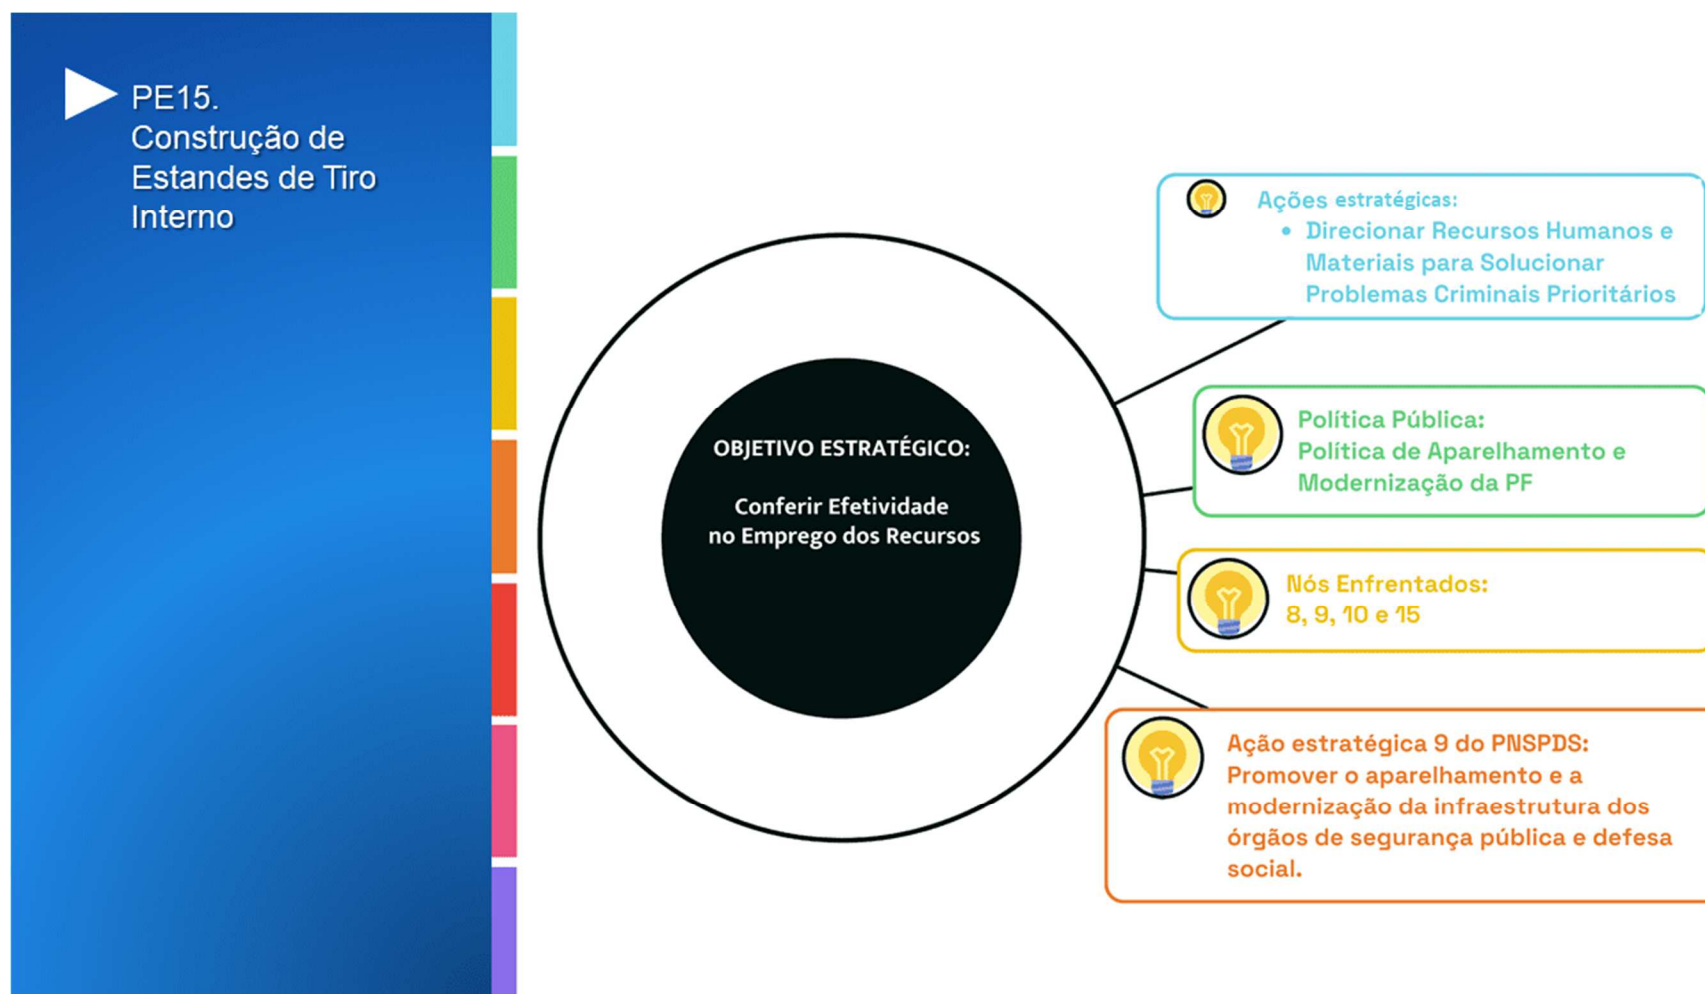 PE15.
Construção de
Estandes de Tiro
Interno
OBJETIVO ESTRATÉGICO:
Conferir Efetividade
no Emprego dos Recursos
Ações estratégicas:
• Direcionar Recursos Humanos e
Materiais para Solucionar
Problemas Criminais Prioritários
Política Pública:
Política de Aparelhamento e
Modernização da PF
Nós Enfrentados:
8, 9, 10 e 15
Ação estratégica 9 do PNSPDS:
Promover o aparelhamento e a
modernização da infraestrutura dos
órgãos de segurança pública e defesa
social.